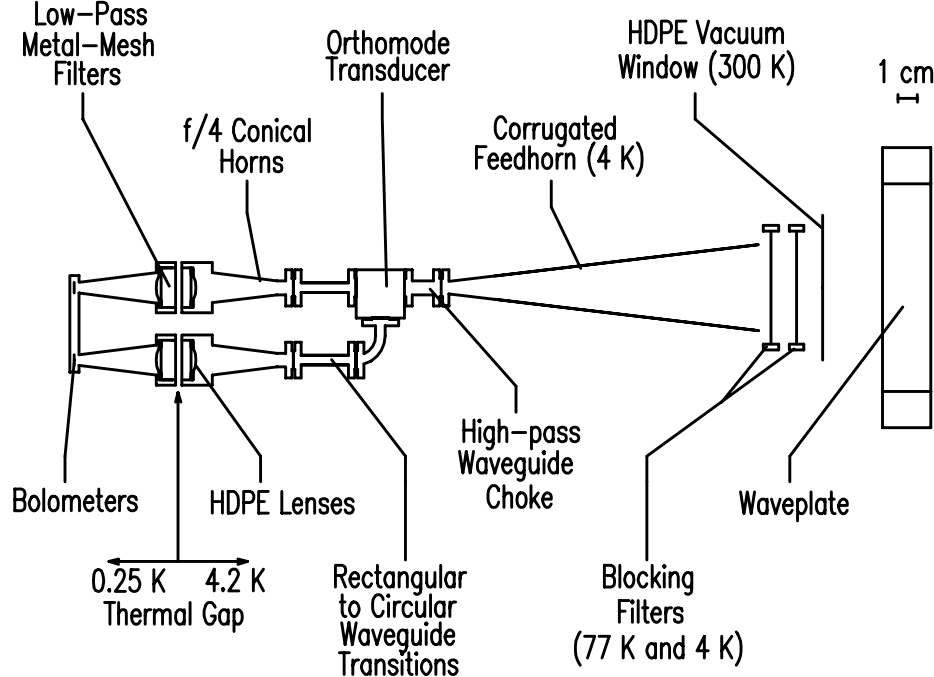 Low-Pass
Metal-Mesh
Filters
Orthomode
Transducer
HDPE Vacuum
Window (300 K)
1 cm
f/4 Conical
Horns
Corrugated
Feedhorn (4 K)
High-pass
Waveguide
Choke
Bolometers
HDPE Lenses
Waveplate
0.25 K
4.2 K
Thermal Gap
Rectangular
to Circular
Waveguide
Transitions
Blocking
Filters
(77 K and 4 K)